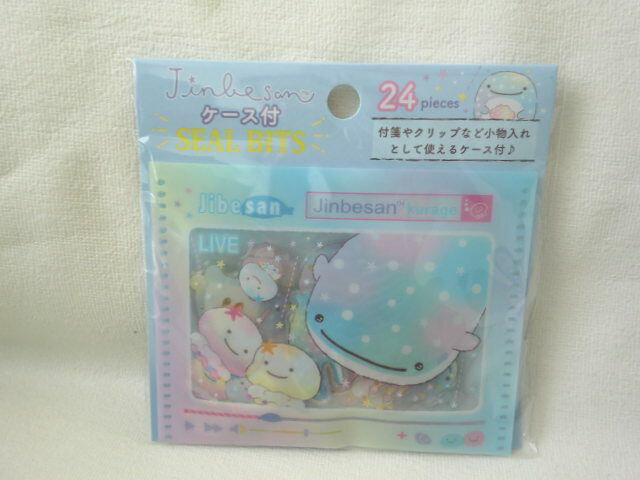 Jinbesan
ケース付
SEAL BITS
24 pieces
付箋やクリップなど小物入れ
として使えるケース付♪
Jibesan
Jinbesan™ kurage
LIVE